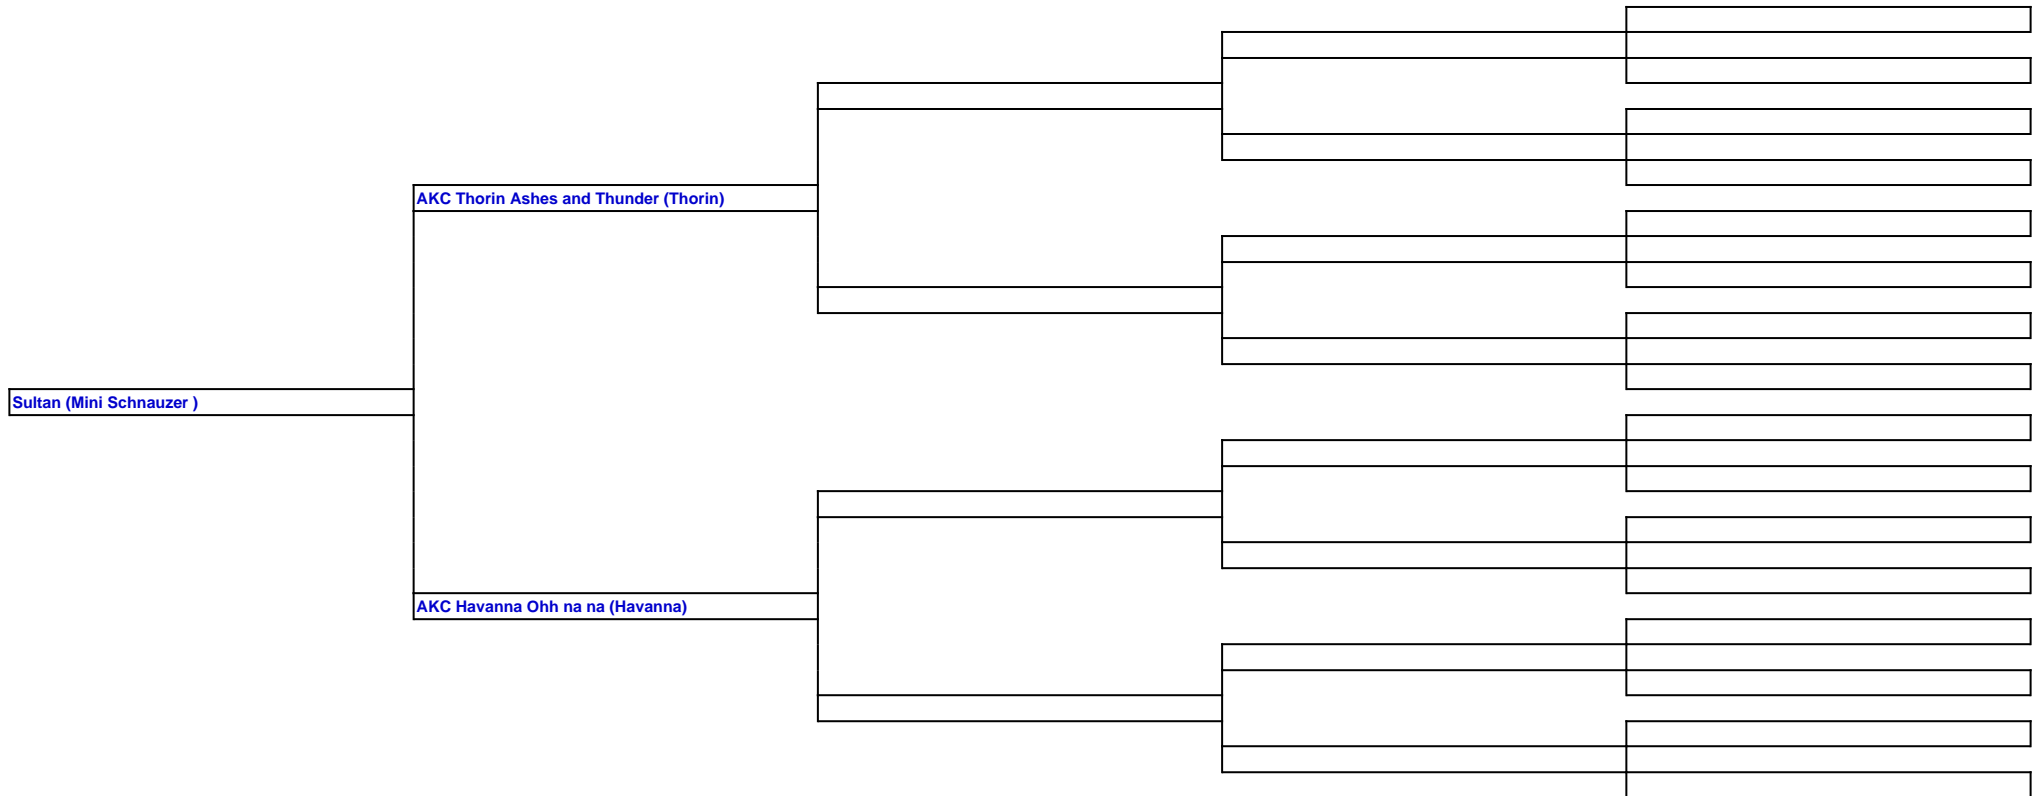 AKC Thorin Ashes and Thunder (Thorin)
Sultan (Mini Schnauzer )
AKC Havanna Ohh na na (Havanna)